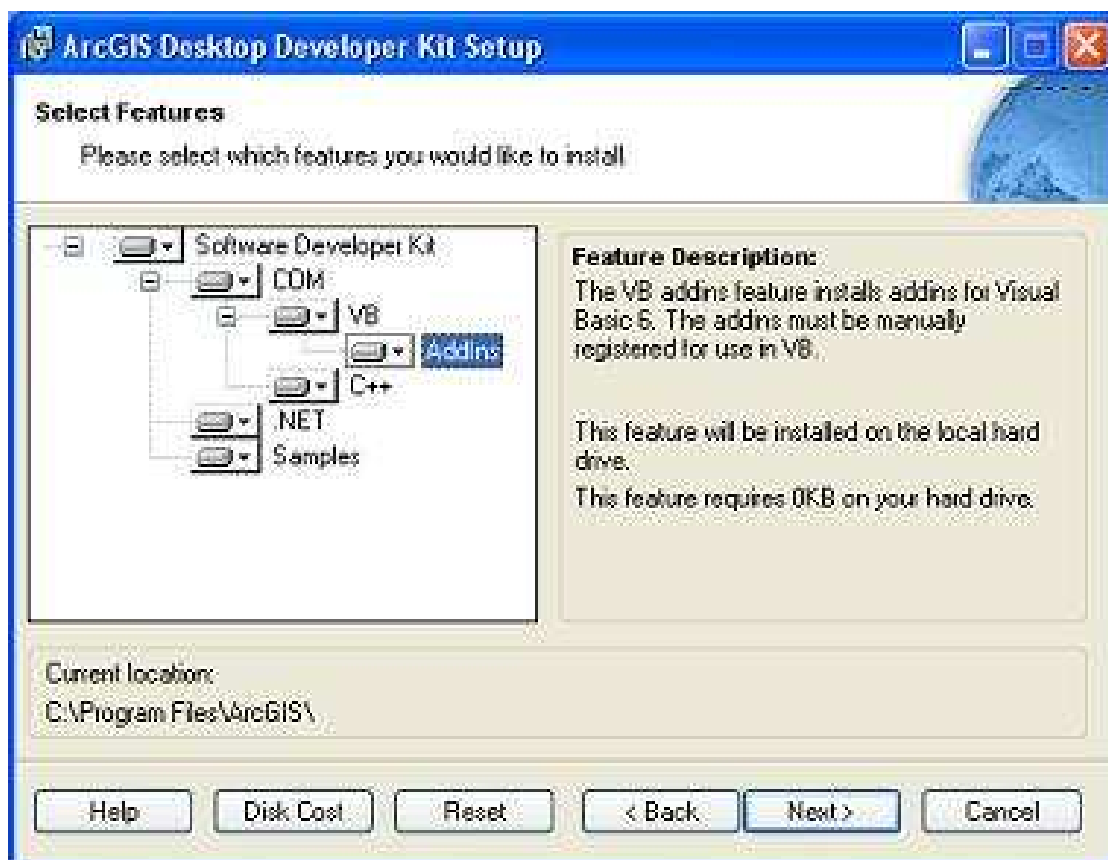 ArcGIS Desktop Developer Kit Setup
Select Features
Please select which features you would like to install.
Software Developer Kit
COM
VB
Addins
C++
.NET
Samples
Feature Description:
The VB addins feature installs addins for Visual
Basic 6. The addins must be manually
registered for use in VB.
This feature will be installed on the local hard
drive.
This feature requires 0KB on your hard drive.
Current location:
C:\Program Files\ArcGIS\
Help
Disk Cost
Reset
< Back
Next >
Cancel